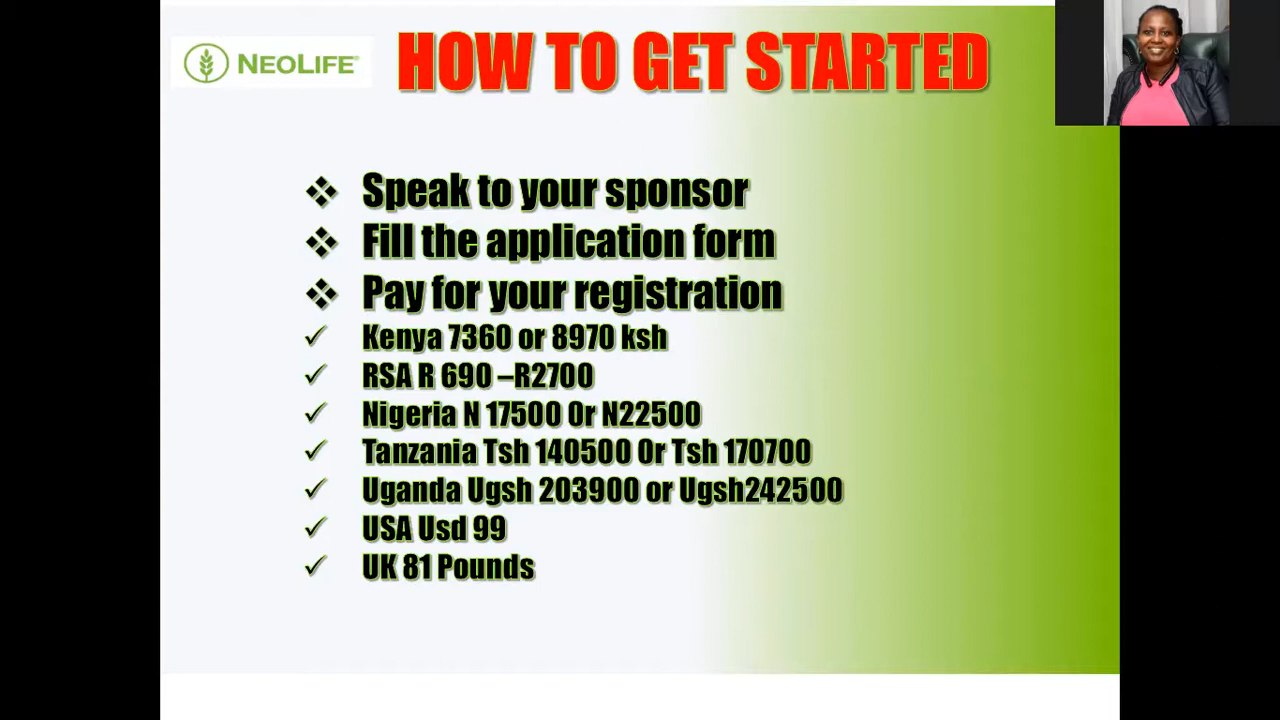 NEOLIFE
HOW TO GET STARTED
Speak to your sponsor
Fill the application form
Pay for your registration
Kenya 7360 or 8970 ksh
RSA R 690 –R2700
Nigeria N 17500 Or N22500
Tanzania Tsh 140500 Or Tsh 170700
Uganda Ugsh 203900 or Ugsh242500
USA Usd 99
UK 81 Pounds